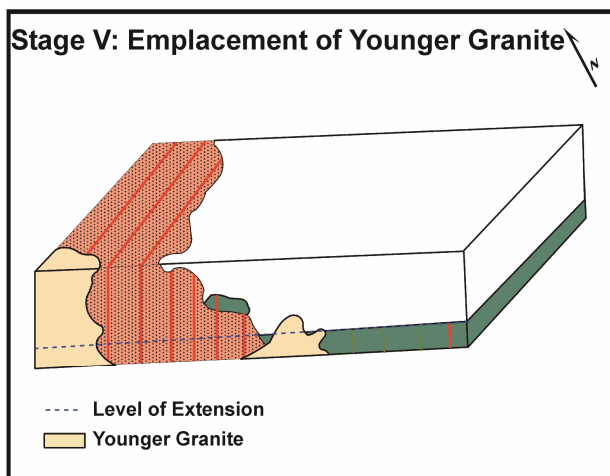 Stage V: Emplacement of Younger Granite
N
Level of Extension
Younger Granite